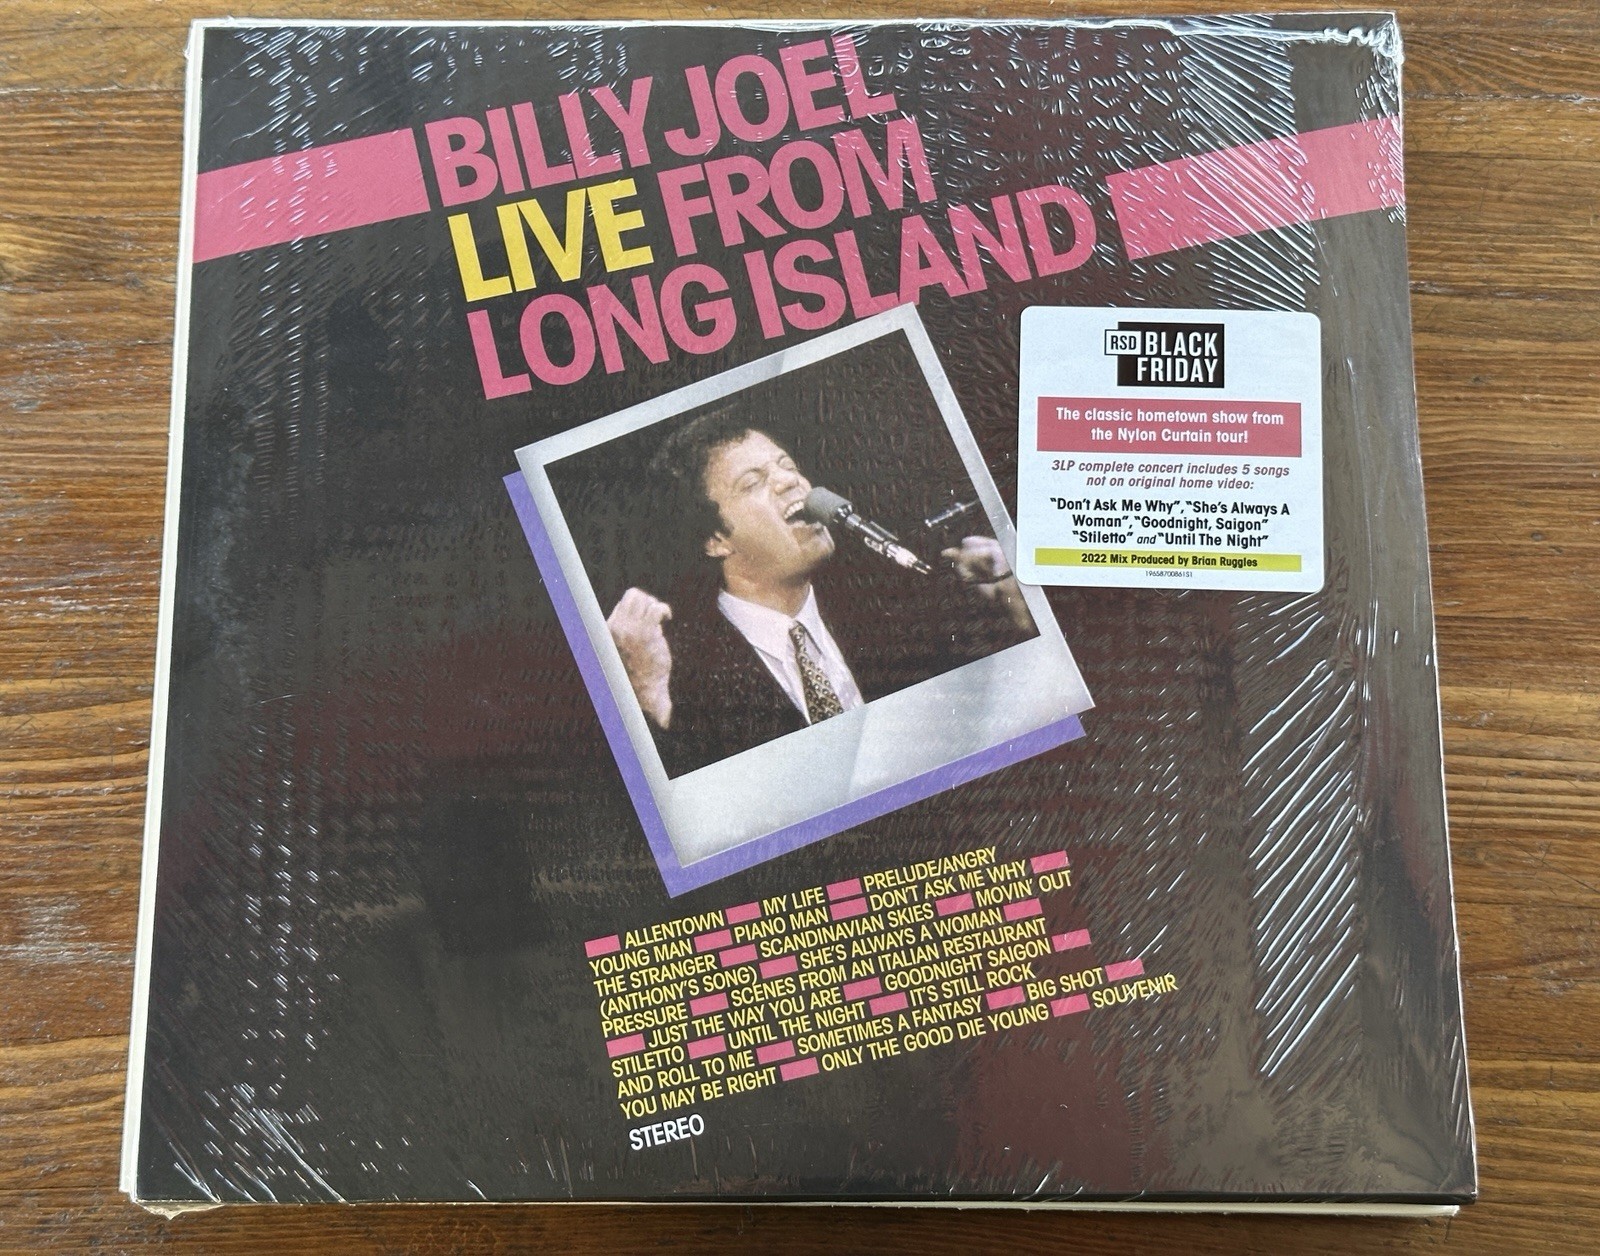 BILLY JOEL
LIVE FROM
LONG ISLAND
RSD BLACK
FRIDAY
The classic hometown show from
the Nylon Curtain tour!
3LP complete concert includes 5 songs
not on original home video:
"Don't Ask Me Why", "She's Always A
Woman", "Goodnight, Saigon"
"Stiletto" and "Until The Night"
2022 Mix Produced by Brian Ruggles
1965870086151
ALLENTOWN MY LIFE PRELUDE/ANGRY
YOUNG MAN PIANO MAN DON'T ASK ME WHY
THE STRANGER SCANDINAVIAN SKIES MOVIN' OUT
(ANTHONY'S SONG) SHE'S ALWAYS A WOMAN
PRESSURE SCENES FROM AN ITALIAN RESTAURANT
JUST THE WAY YOU ARE GOODNIGHT SAIGON
STILETTO UNTIL THE NIGHT IT'S STILL ROCK
AND ROLL TO ME SOMETIMES A FANTASY BIG SHOT
YOU MAY BE RIGHT ONLY THE GOOD DIE YOUNG SOUVENIR
STEREO